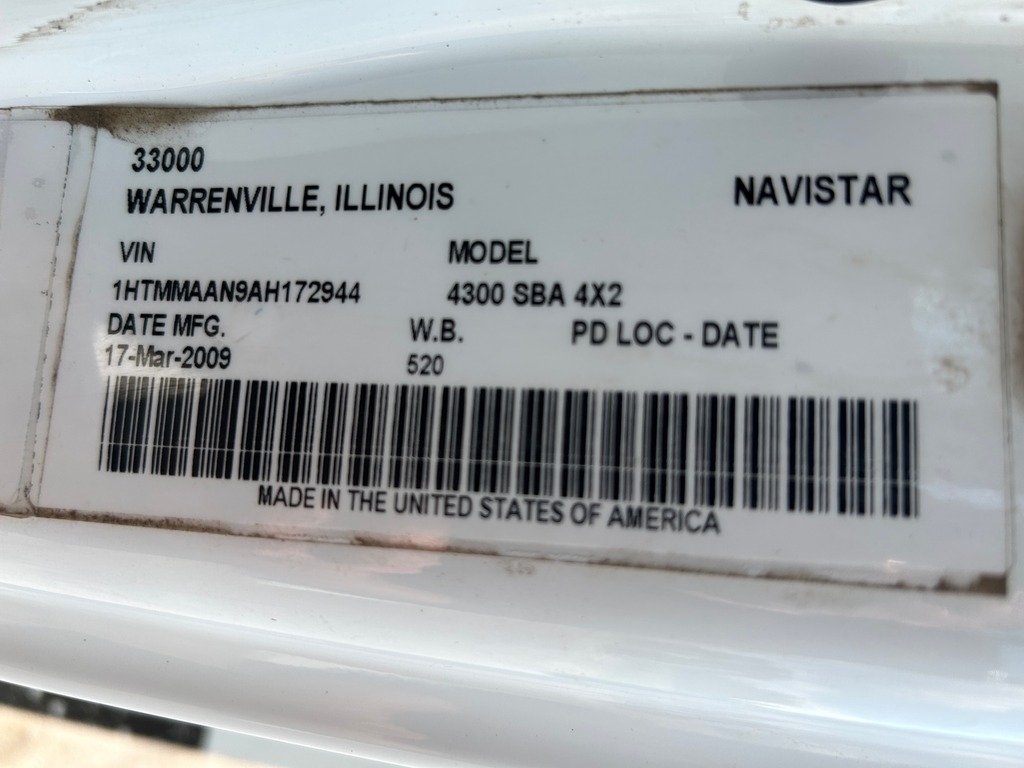 33000
WARRENVILLE, ILLINOIS NAVISTAR
VIN MODEL
1HTMMAAN9AH172944 4300 SBA 4X2
DATE MFG. W.B. PD LOC - DATE
17-Mar-2009 520
MADE IN THE UNITED STATES OF AMERICA